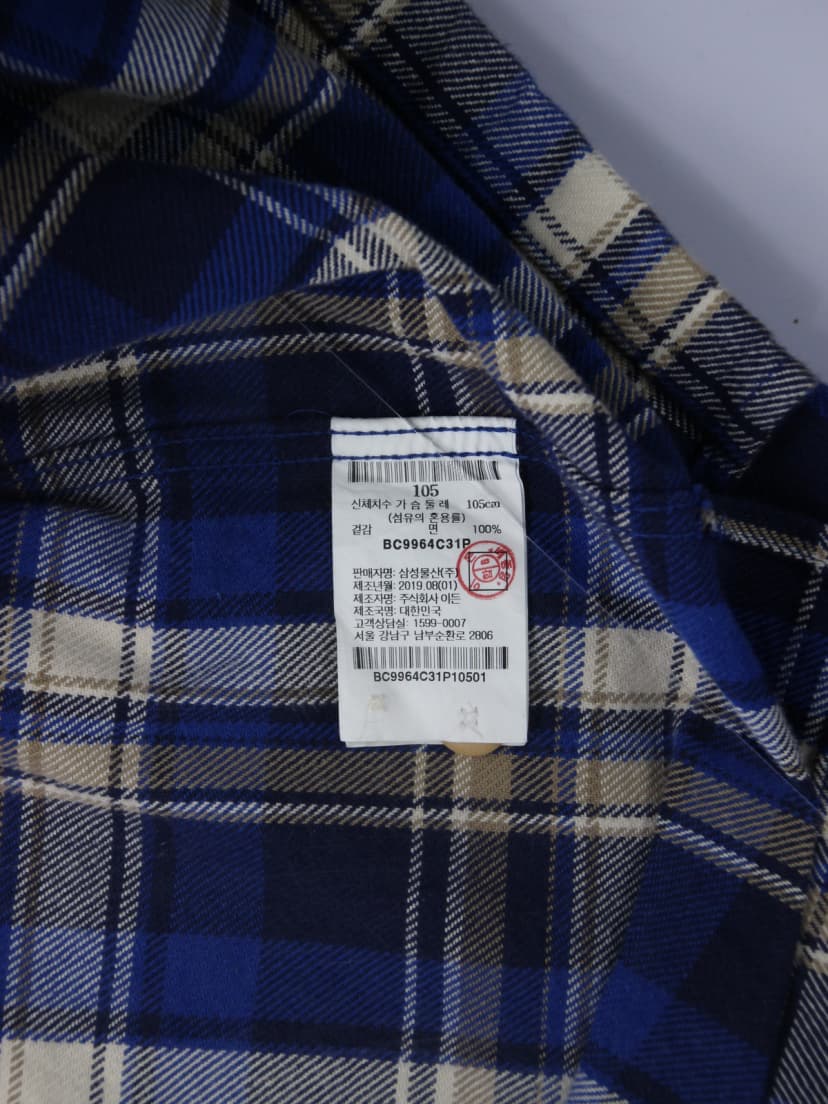 105
신체치수 가 슴 둘 레 105cm
(섬유의 혼용률)
겉감 면 100%
BC9964C31P
판매자명: 삼성물산(주)
제조년월: 2019.08(01)
제조자명: 주식회사 이든
제조국명: 대한민국
고객상담실: 1599-0007
서울 강남구 남부순환로 2806
BC9964C31P10501